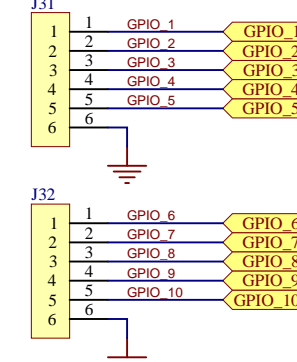 J31
1 1 GPIO_1 GPIO_1
2 2 GPIO_2 GPIO_2
3 3 GPIO_3 GPIO_3
4 4 GPIO_4 GPIO_4
5 5 GPIO_5 GPIO_5
6 6
J32
1 1 GPIO_6 GPIO_6
2 2 GPIO_7 GPIO_7
3 3 GPIO_8 GPIO_8
4 4 GPIO_9 GPIO_9
5 5 GPIO_10 GPIO_10
6 6